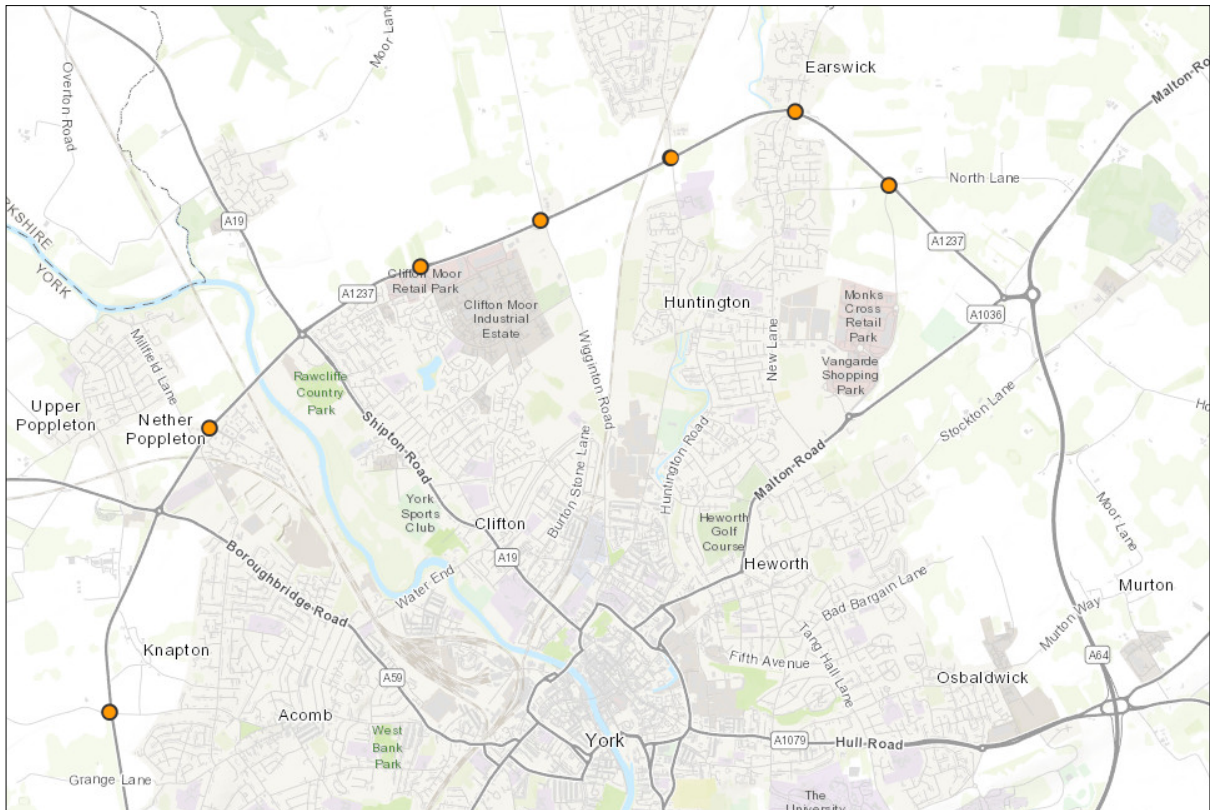 Earswick
Malton-Ro
Moor Lane
Overton Road
North Lane
A19
RKSHIRE
YORK
A1237
A1237
Clifton Moor
Retail Park
Clifton Moor
Industrial
Estate
Huntington
Monks
Cross
Retail
Park
A1036
Millfield Lane
Wigginton Road
New Lane
Vangarde
Shopping
Park
Rawcliffe
Country
Park
Upper
Poppleton
Nether
Poppleton
Shipton-Road
Stockton Lane
Ho
Burton Stone Lane
Huntington Road
Malton-Road
York
Sports
Club
Clifton
Heworth
Golf
Course
Moor Lane
A19
Boroughbridge-Road
Water End
Heworth
Bad Bargain Lane
Murton
Murton Way
Knapton
Tang Hall Lane
Fifth Avenue
A64
A59
Osbaldwick
Acomb
West
Bank
Park
York
A1079
Hull-Road
Grange Lane
The
University